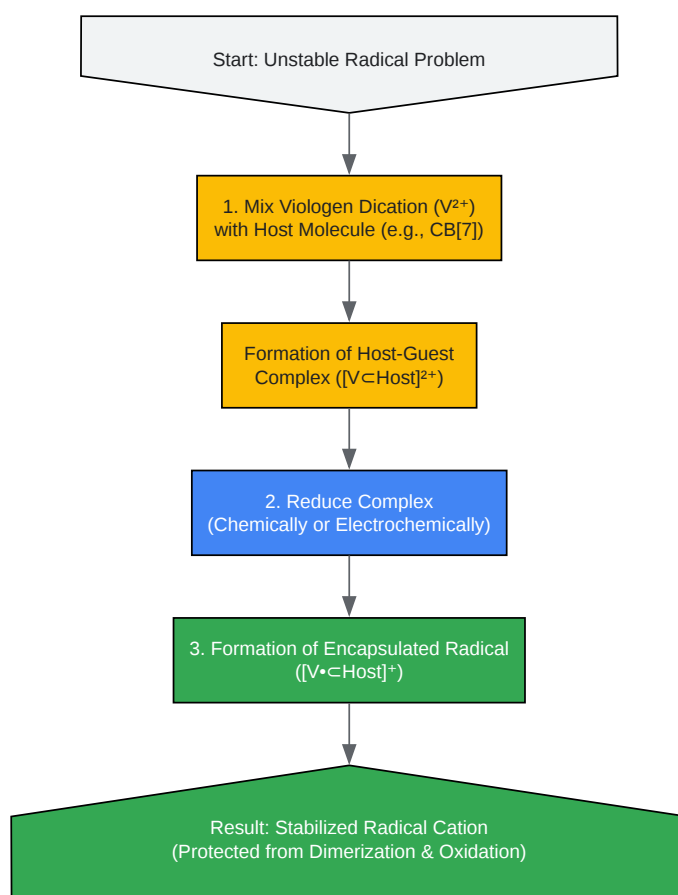 Start: Unstable Radical Problem
1. Mix Viologen Dication (V²⁺)
with Host Molecule (e.g., CB[7])
Formation of Host-Guest
Complex ([V⊂Host]²⁺)
2. Reduce Complex
(Chemically or Electrochemically)
3. Formation of Encapsulated Radical
([V•⊂Host]⁺)
Result: Stabilized Radical Cation
(Protected from Dimerization & Oxidation)